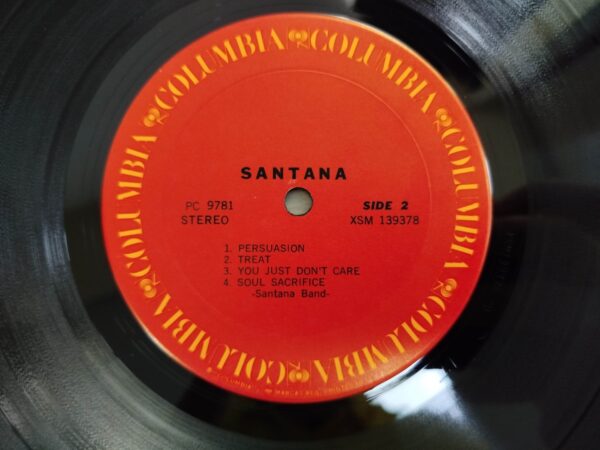 COLUMBIA COLUMBIA COLUMBIA COLUMBIA COLUMBIA COLUMBIA
SANTANA
PC 9781 SIDE 2
STEREO XSM 139378
1. PERSUASION
2. TREAT
3. YOU JUST DON'T CARE
4. SOUL SACRIFICE
-Santana Band-